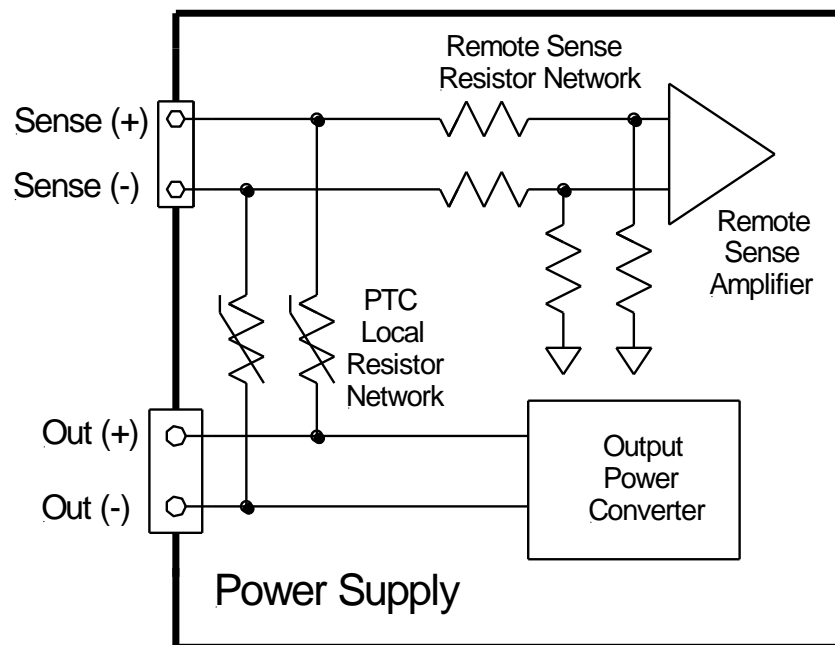 Remote Sense
Resistor Network
Sense (+)
Sense (-)
Remote
Sense
Amplifier
PTC
Local
Resistor
Network
Out (+)
Out (-)
Output
Power
Converter
Power Supply